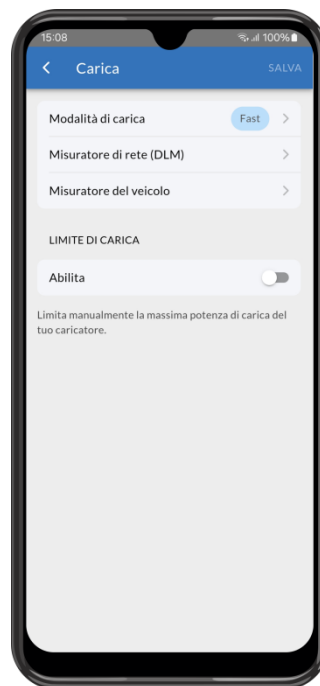 15:08
100%
Carica
SALVA
Modalità di carica
Fast
Misuratore di rete (DLM)
Misuratore del veicolo
LIMITE DI CARICA
Abilita
Limita manualmente la massima potenza di carica del
tuo caricatore.